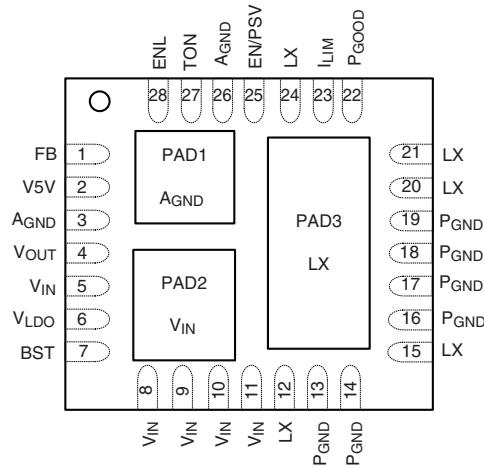 ENL
TON
AGND
EN/PSV
LX
ILIM
PGOOD
28
27
26
25
24
23
22
FB 1
V5V 2
AGND 3
VOUT 4
VIN 5
VLDO 6
BST 7
PAD1
AGND
PAD2
VIN
PAD3
LX
21 LX
20 LX
19 PGND
18 PGND
17 PGND
16 PGND
15 LX
8
9
10
11
12
13
14
VIN
VIN
VIN
VIN
LX
PGND
PGND